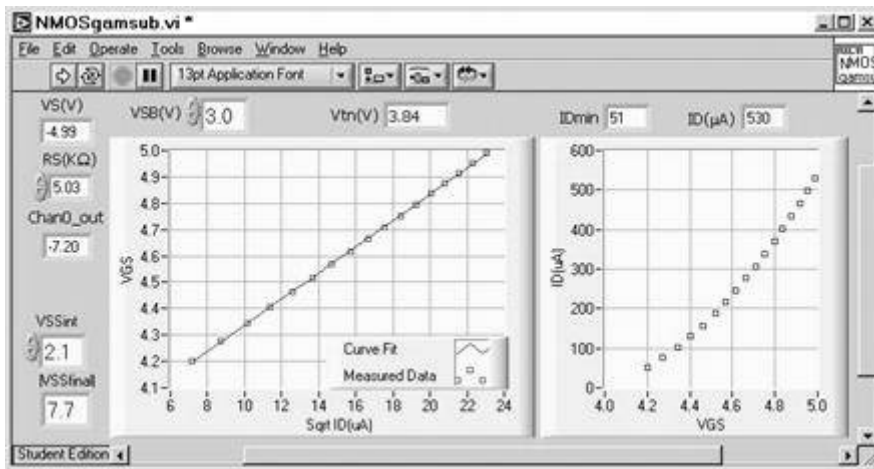 NMOSgamsub.vi *
File Edit Operate Tools Browse Window Help
13pt Application Font
NMOS
gamsu
VS(V)
-4.99
RS(KΩ)
5.03
Chan0_out
-7.20
VSSint
2.1
IVSSfinall
7.7
VSB(V) 3.0
Vtn(V) 3.84
IDmin 51
ID(µA) 530
VGS
5.0
4.9
4.8
4.7
4.6
4.5
4.4
4.3
4.2
4.1
6 8 10 12 14 16 18 20 22 24
Sqrt ID(uA)
Curve Fit
Measured Data
ID(uA)
600
500
400
300
200
100
0
4.0 4.2 4.4 4.6 4.8 5.0
VGS
Student Edition